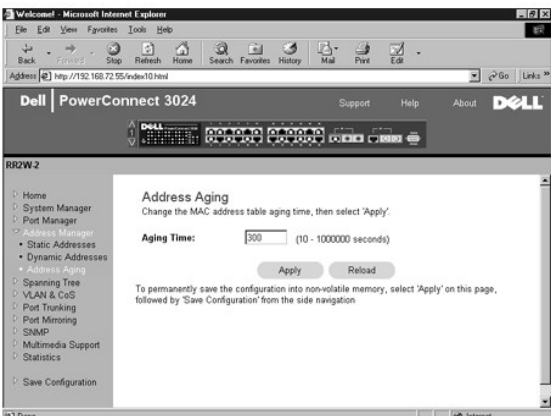 Welcome! - Microsoft Internet Explorer
File Edit View Favorites Tools Help
Back Forward Stop Refresh Home Search Favorites History Mail Print Edit
Address http://192.168.72.55/index10.html Go Links »
Dell | PowerConnect 3024 Support Help About DELL
DELL
RR2W-2
Home
System Manager
Port Manager
Address Manager
Static Addresses
Dynamic Addresses
Address Aging
Spanning Tree
VLAN & CoS
Port Trunking
Port Mirroring
SNMP
Multimedia Support
Statistics
Save Configuration
Address Aging
Change the MAC address table aging time, then select 'Apply'.
Aging Time: 300 (10 - 1000000 seconds)
Apply Reload
To permanently save the configuration into non-volatile memory, select 'Apply' on this page,
followed by 'Save Configuration' from the side navigation
Done Internet